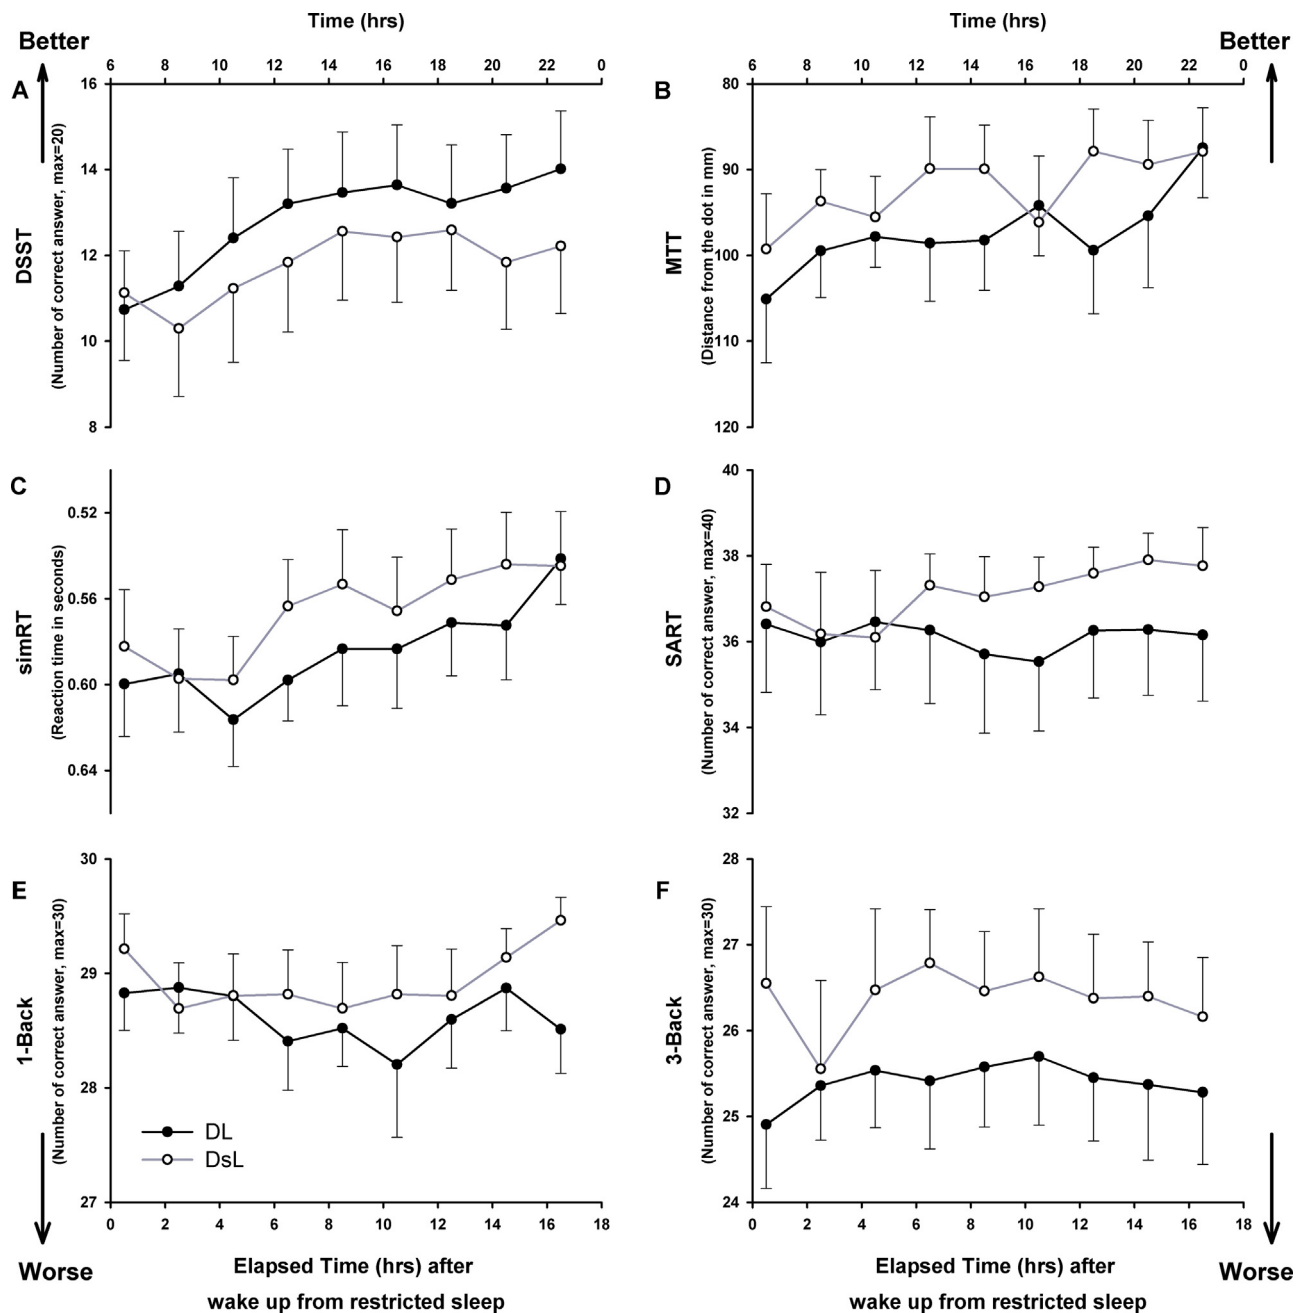 Time (hrs)
Time (hrs)
Better
Better
6 8 10 12 14 16 18 20 22 0
6 8 10 12 14 16 18 20 22 0
A
DSST
(Number of correct answer, max=20)
16
14
12
10
8
B
MTT
(Distance from the dot in mm)
80
90
100
110
120
C
simRT
(Reaction time in seconds)
0.52
0.56
0.60
0.64
D
SART
(Number of correct answer, max=40)
40
38
36
34
32
E
1-Back
(Number of correct answer, max=30)
30
29
28
27
DL
DsL
F
3-Back
(Number of correct answer, max=30)
28
27
26
25
24
0 2 4 6 8 10 12 14 16 18
0 2 4 6 8 10 12 14 16 18
Worse
Elapsed Time (hrs) after
wake up from restricted sleep
Elapsed Time (hrs) after
wake up from restricted sleep
Worse